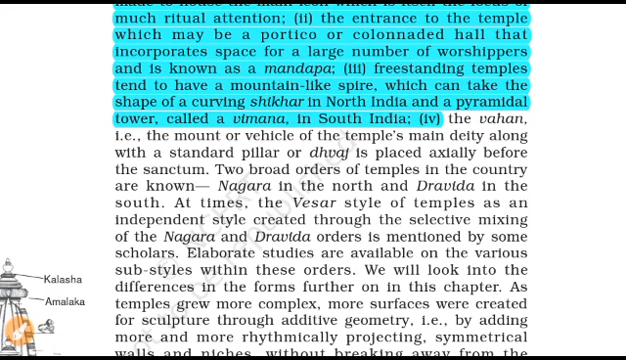 much ritual attention; (ii) the entrance to the temple
which may be a portico or colonnaded hall that
incorporates space for a large number of worshippers
and is known as a mandapa; (iii) freestanding temples
tend to have a mountain-like spire, which can take the
shape of a curving shikhar in North India and a pyramidal
tower, called a vimana, in South India; (iv) the vahan,
i.e., the mount or vehicle of the temple's main deity along
with a standard pillar or dhvaj is placed axially before
the sanctum. Two broad orders of temples in the country
are known— Nagara in the north and Dravida in the
south. At times, the Vesar style of temples as an
independent style created through the selective mixing
of the Nagara and Dravida orders is mentioned by some
scholars. Elaborate studies are available on the various
sub-styles within these orders. We will look into the
differences in the forms further on in this chapter. As
temples grew more complex, more surfaces were created
for sculpture through additive geometry, i.e., by adding
more and more rhythmically projecting, symmetrical
walls and niches, without breaking away from the
Kalasha
Amalaka